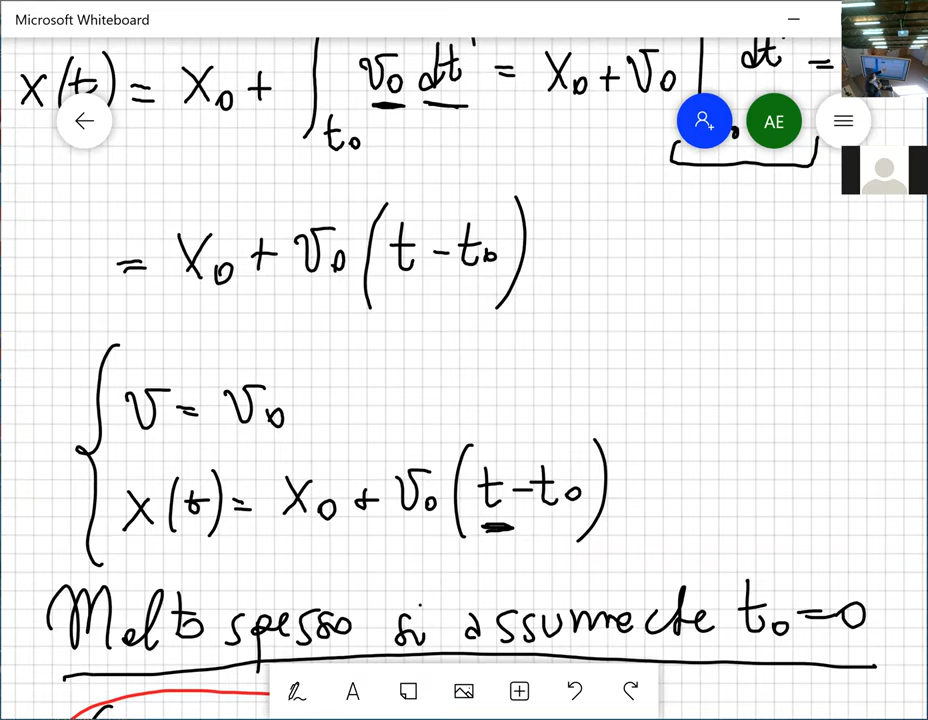 Microsoft Whiteboard
x(t) = x₀ + ∫t₀ v₀ dt' = x₀ + v₀ ∫ dt' =
AE
= x₀ + v₀ (t - t₀)
{ v = v₀
x(t) = x₀ + v₀ (t - t₀)
Molto spesso si assume che t₀ = 0
A